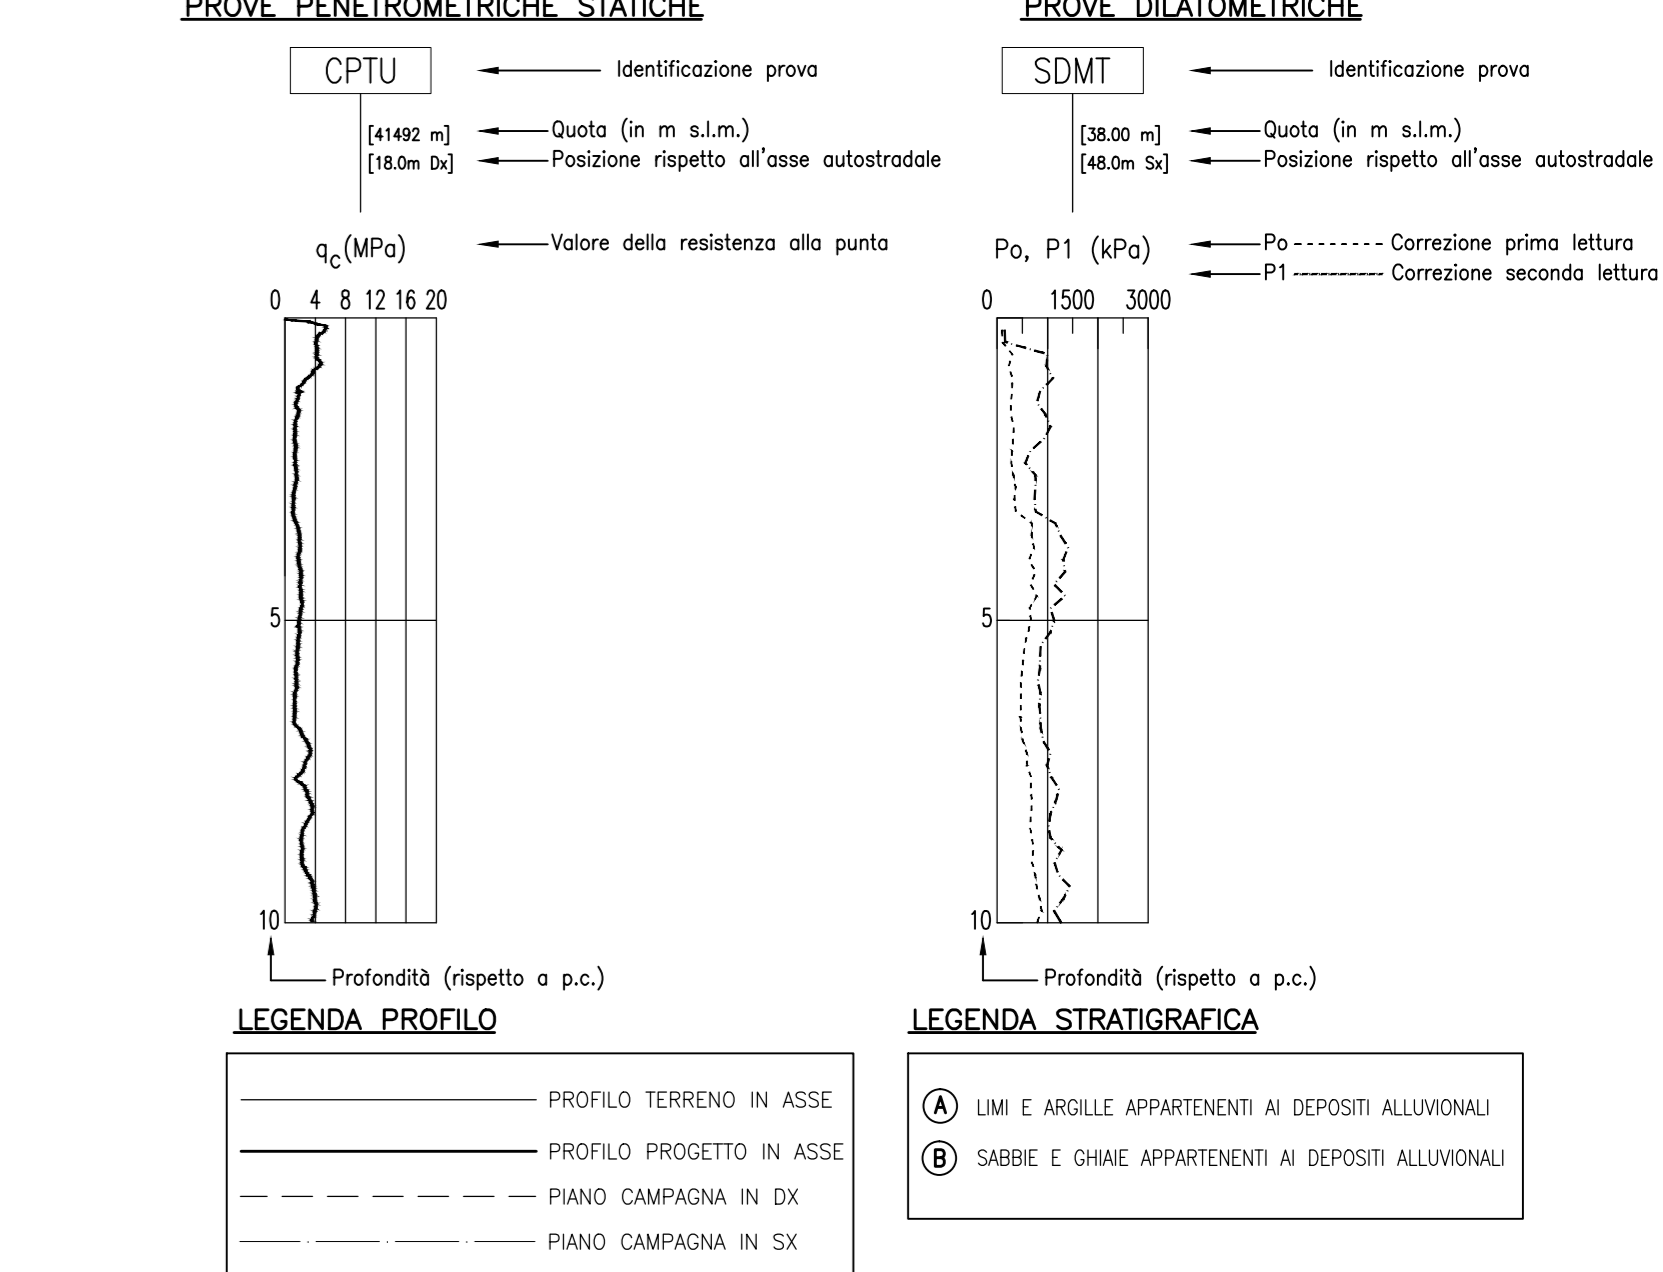 PROVE PENETROMETRICHE STATICHE
CPTU
Identificazione prova
[41492 m]
Quota (in m s.l.m.)
[18.0m Dx]
Posizione rispetto all'asse autostradale
qc(MPa)
Valore della resistenza alla punta
0 4 8 12 16 20
5
10
Profondità (rispetto a p.c.)
PROVE DILATOMETRICHE
SDMT
Identificazione prova
[38.00 m]
Quota (in m s.l.m.)
[48.0m Sx]
Posizione rispetto all'asse autostradale
Po, P1 (kPa)
Po Correzione prima lettura
P1 Correzione seconda lettura
0 1500 3000
5
10
Profondità (rispetto a p.c.)
LEGENDA PROFILO
PROFILO TERRENO IN ASSE
PROFILO PROGETTO IN ASSE
PIANO CAMPAGNA IN DX
PIANO CAMPAGNA IN SX
LEGENDA STRATIGRAFICA
A LIMI E ARGILLE APPARTENENTI AI DEPOSITI ALLUVIONALI
B SABBIE E GHIAIE APPARTENENTI AI DEPOSITI ALLUVIONALI